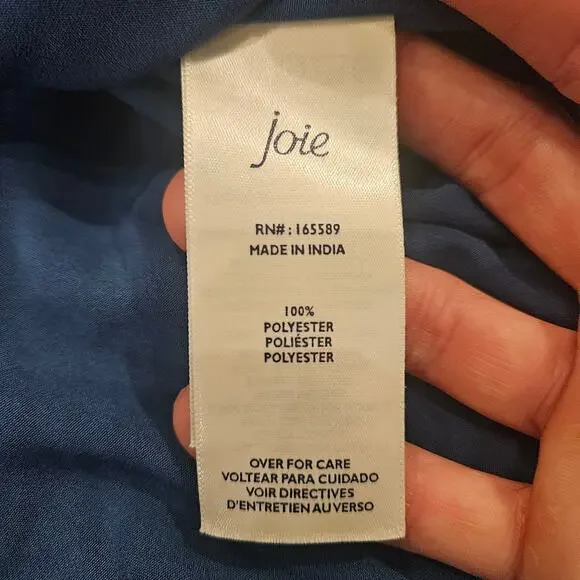 joie
RN#: 165589
MADE IN INDIA
100%
POLYESTER
POLIÉSTER
POLYESTER
OVER FOR CARE
VOLTEAR PARA CUIDADO
VOIR DIRECTIVES
D'ENTRETIEN AU VERSO